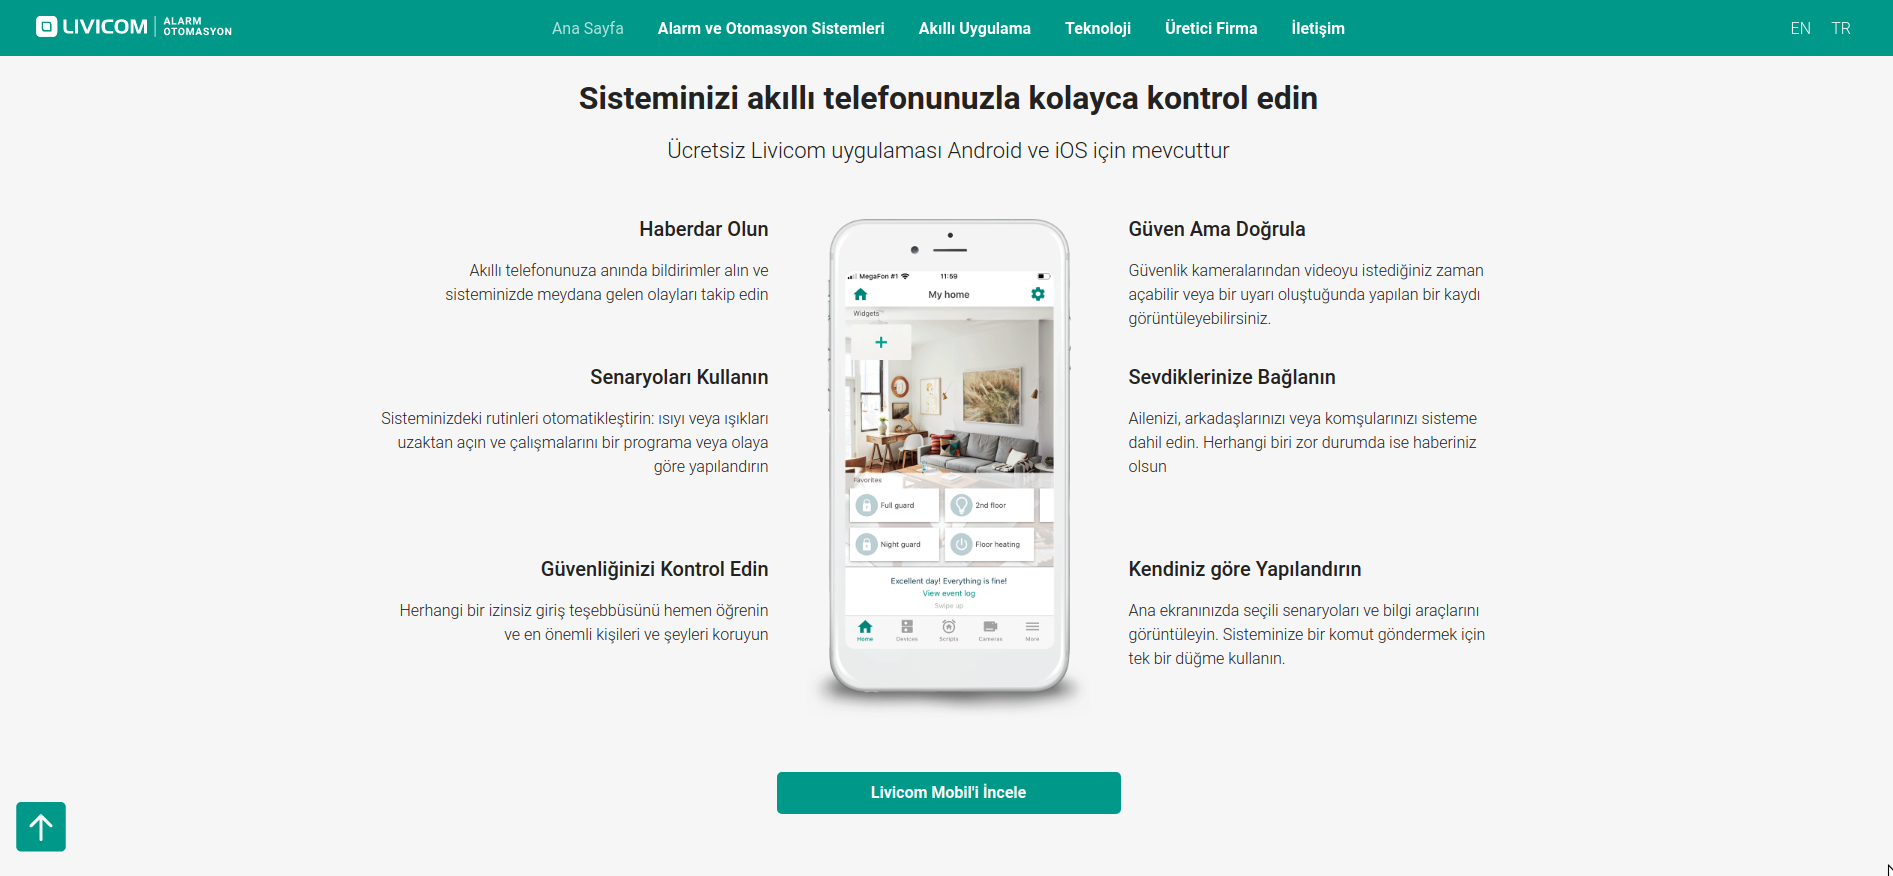 LIVICOM
ALARM
OTOMASYON
Ana Sayfa
Alarm ve Otomasyon Sistemleri
Akıllı Uygulama
Teknoloji
Üretici Firma
İletişim
EN
TR
Sisteminizi akıllı telefonunuzla kolayca kontrol edin
Ücretsiz Livicom uygulaması Android ve iOS için mevcuttur
Haberdar Olun
Akıllı telefonunuza anında bildirimler alın ve
sisteminizde meydana gelen olayları takip edin
Senaryoları Kullanın
Sisteminizdeki rutinleri otomatikleştirin: ısıyı veya ışıkları
uzaktan açın ve çalışmalarını bir programa veya olaya
göre yapılandırın
Güvenliğinizi Kontrol Edin
Herhangi bir izinsiz giriş teşebbüsünü hemen öğrenin
ve en önemli kişileri ve şeyleri koruyun
MegaFon #1
11:59
My home
Widgets
+
Favorites
Full guard
2nd floor
Night guard
Floor heating
Excellent day! Everything is fine!
View event log
Swipe up
Home
Devices
Scripts
Cameras
More
Güven Ama Doğrula
Güvenlik kameralarından videoyu istediğiniz zaman
açabilir veya bir uyarı oluştuğunda yapılan bir kaydı
görüntüleyebilirsiniz.
Sevdiklerinize Bağlanın
Ailenizi, arkadaşlarınızı veya komşularınızı sisteme
dahil edin. Herhangi biri zor durumda ise haberiniz
olsun
Kendiniz göre Yapılandırın
Ana ekranınızda seçili senaryoları ve bilgi araçlarını
görüntüleyin. Sisteminize bir komut göndermek için
tek bir düğme kullanın.
Livicom Mobil'i İncele